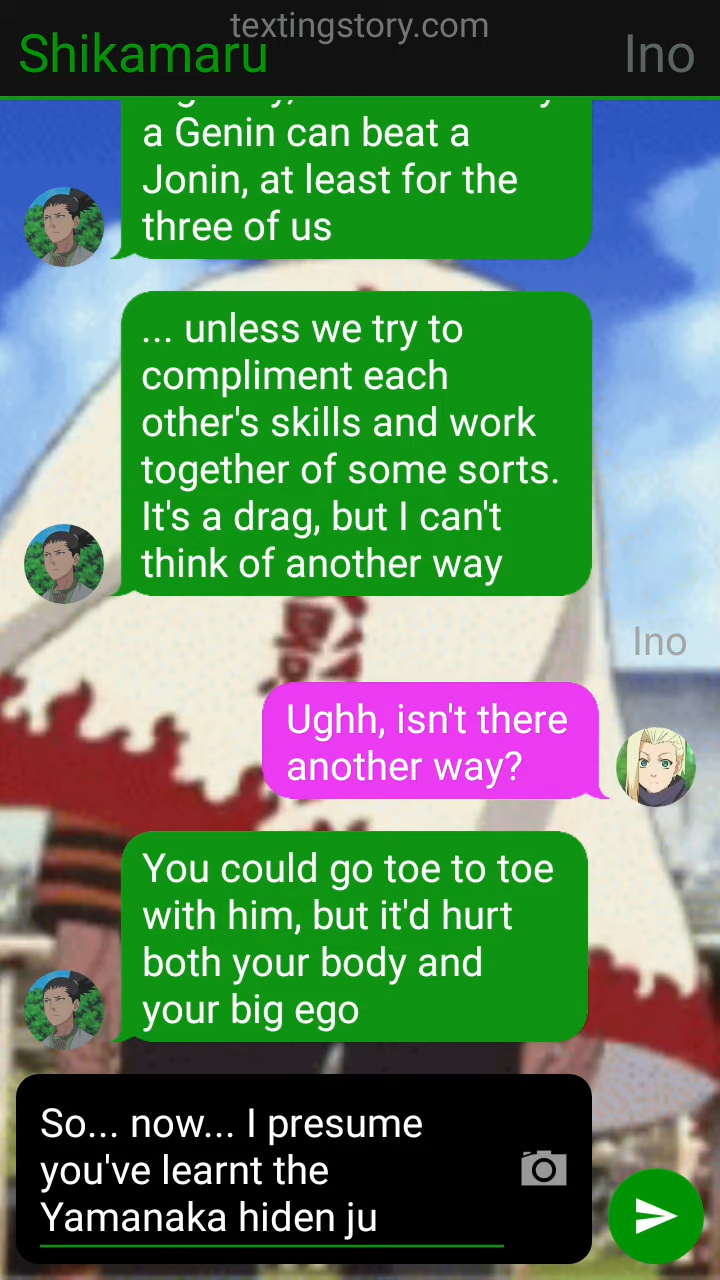 textingstory.com
Shikamaru
Ino
a Genin can beat a
Jonin, at least for the
three of us
... unless we try to
compliment each
other's skills and work
together of some sorts.
It's a drag, but I can't
think of another way
Ino
Ughh, isn't there
another way?
You could go toe to toe
with him, but it'd hurt
both your body and
your big ego
So... now... I presume
you've learnt the
Yamanaka hiden ju